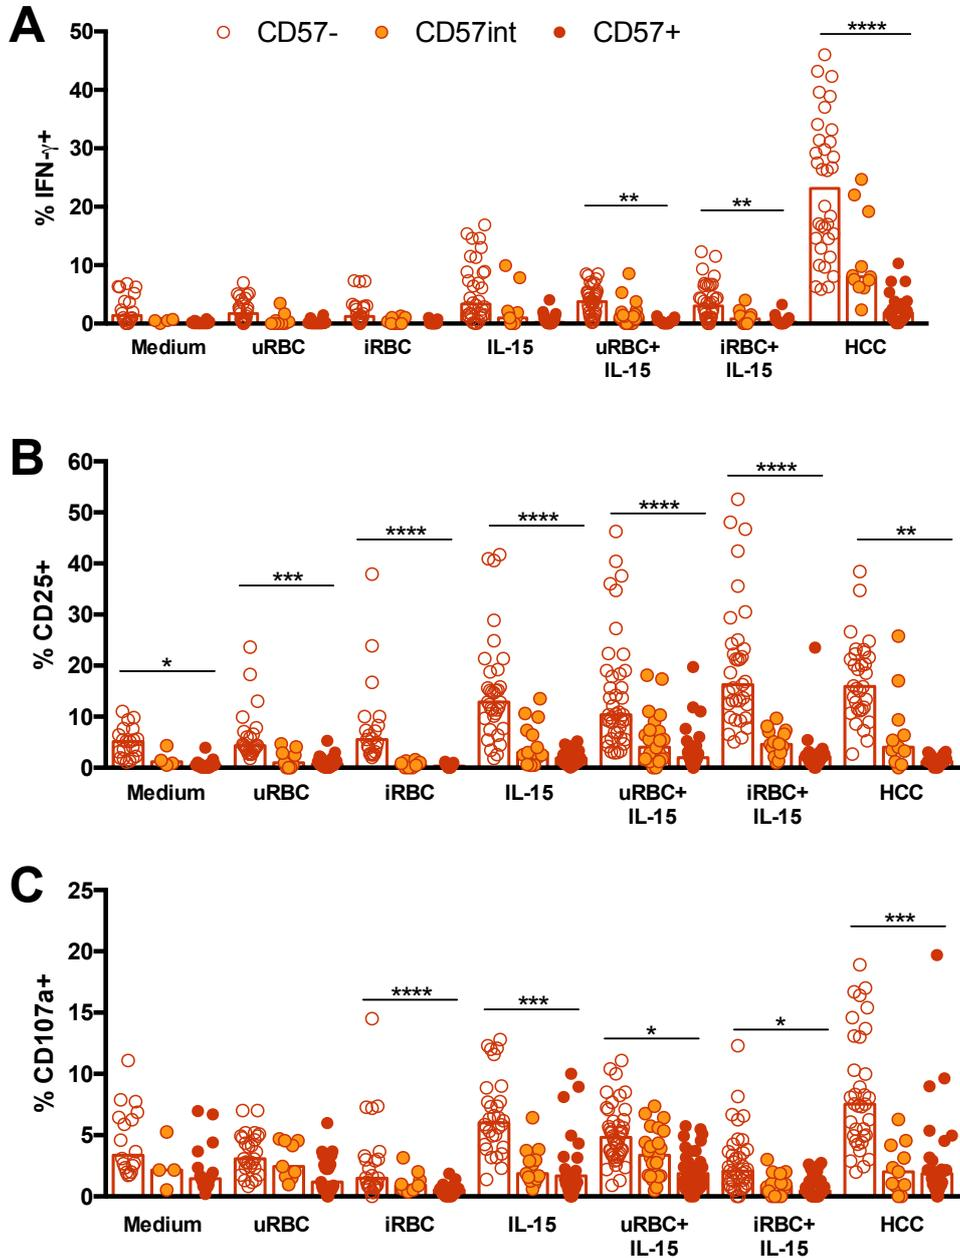 A
CD57- CD57int CD57+
****
50
40
30
20
10
0
% IFN-γ+
** **
Medium uRBC iRBC IL-15 uRBC+ iRBC+ HCC
IL-15 IL-15
B
60
50
40
30
20
10
0
% CD25+
* *** **** **** **** **** **
Medium uRBC iRBC IL-15 uRBC+ iRBC+ HCC
IL-15 IL-15
C
25
20
15
10
5
0
% CD107a+
**** *** * * ***
Medium uRBC iRBC IL-15 uRBC+ iRBC+ HCC
IL-15 IL-15